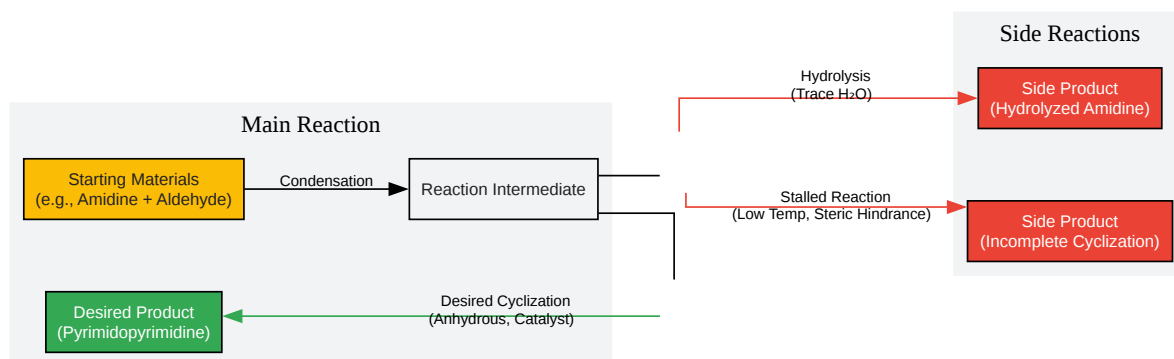 Side Reactions
Hydrolysis
(Trace H₂O)
Side Product
(Hydrolyzed Amidine)
Main Reaction
Starting Materials
(e.g., Amidine + Aldehyde)
Condensation
Reaction Intermediate
Stalled Reaction
(Low Temp, Steric Hindrance)
Side Product
(Incomplete Cyclization)
Desired Product
(Pyrimidopyrimidine)
Desired Cyclization
(Anhydrous, Catalyst)